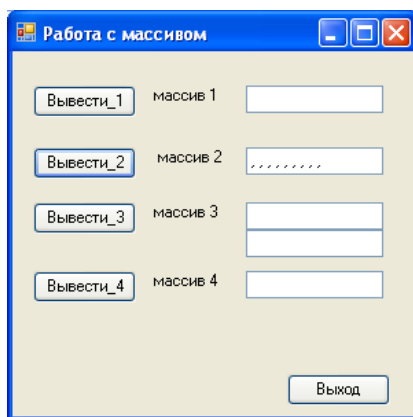 Работа с массивом
Вывести_1 массив 1
Вывести_2 массив 2 , , , , , , , , ,
Вывести_3 массив 3
Вывести_4 массив 4
Выход